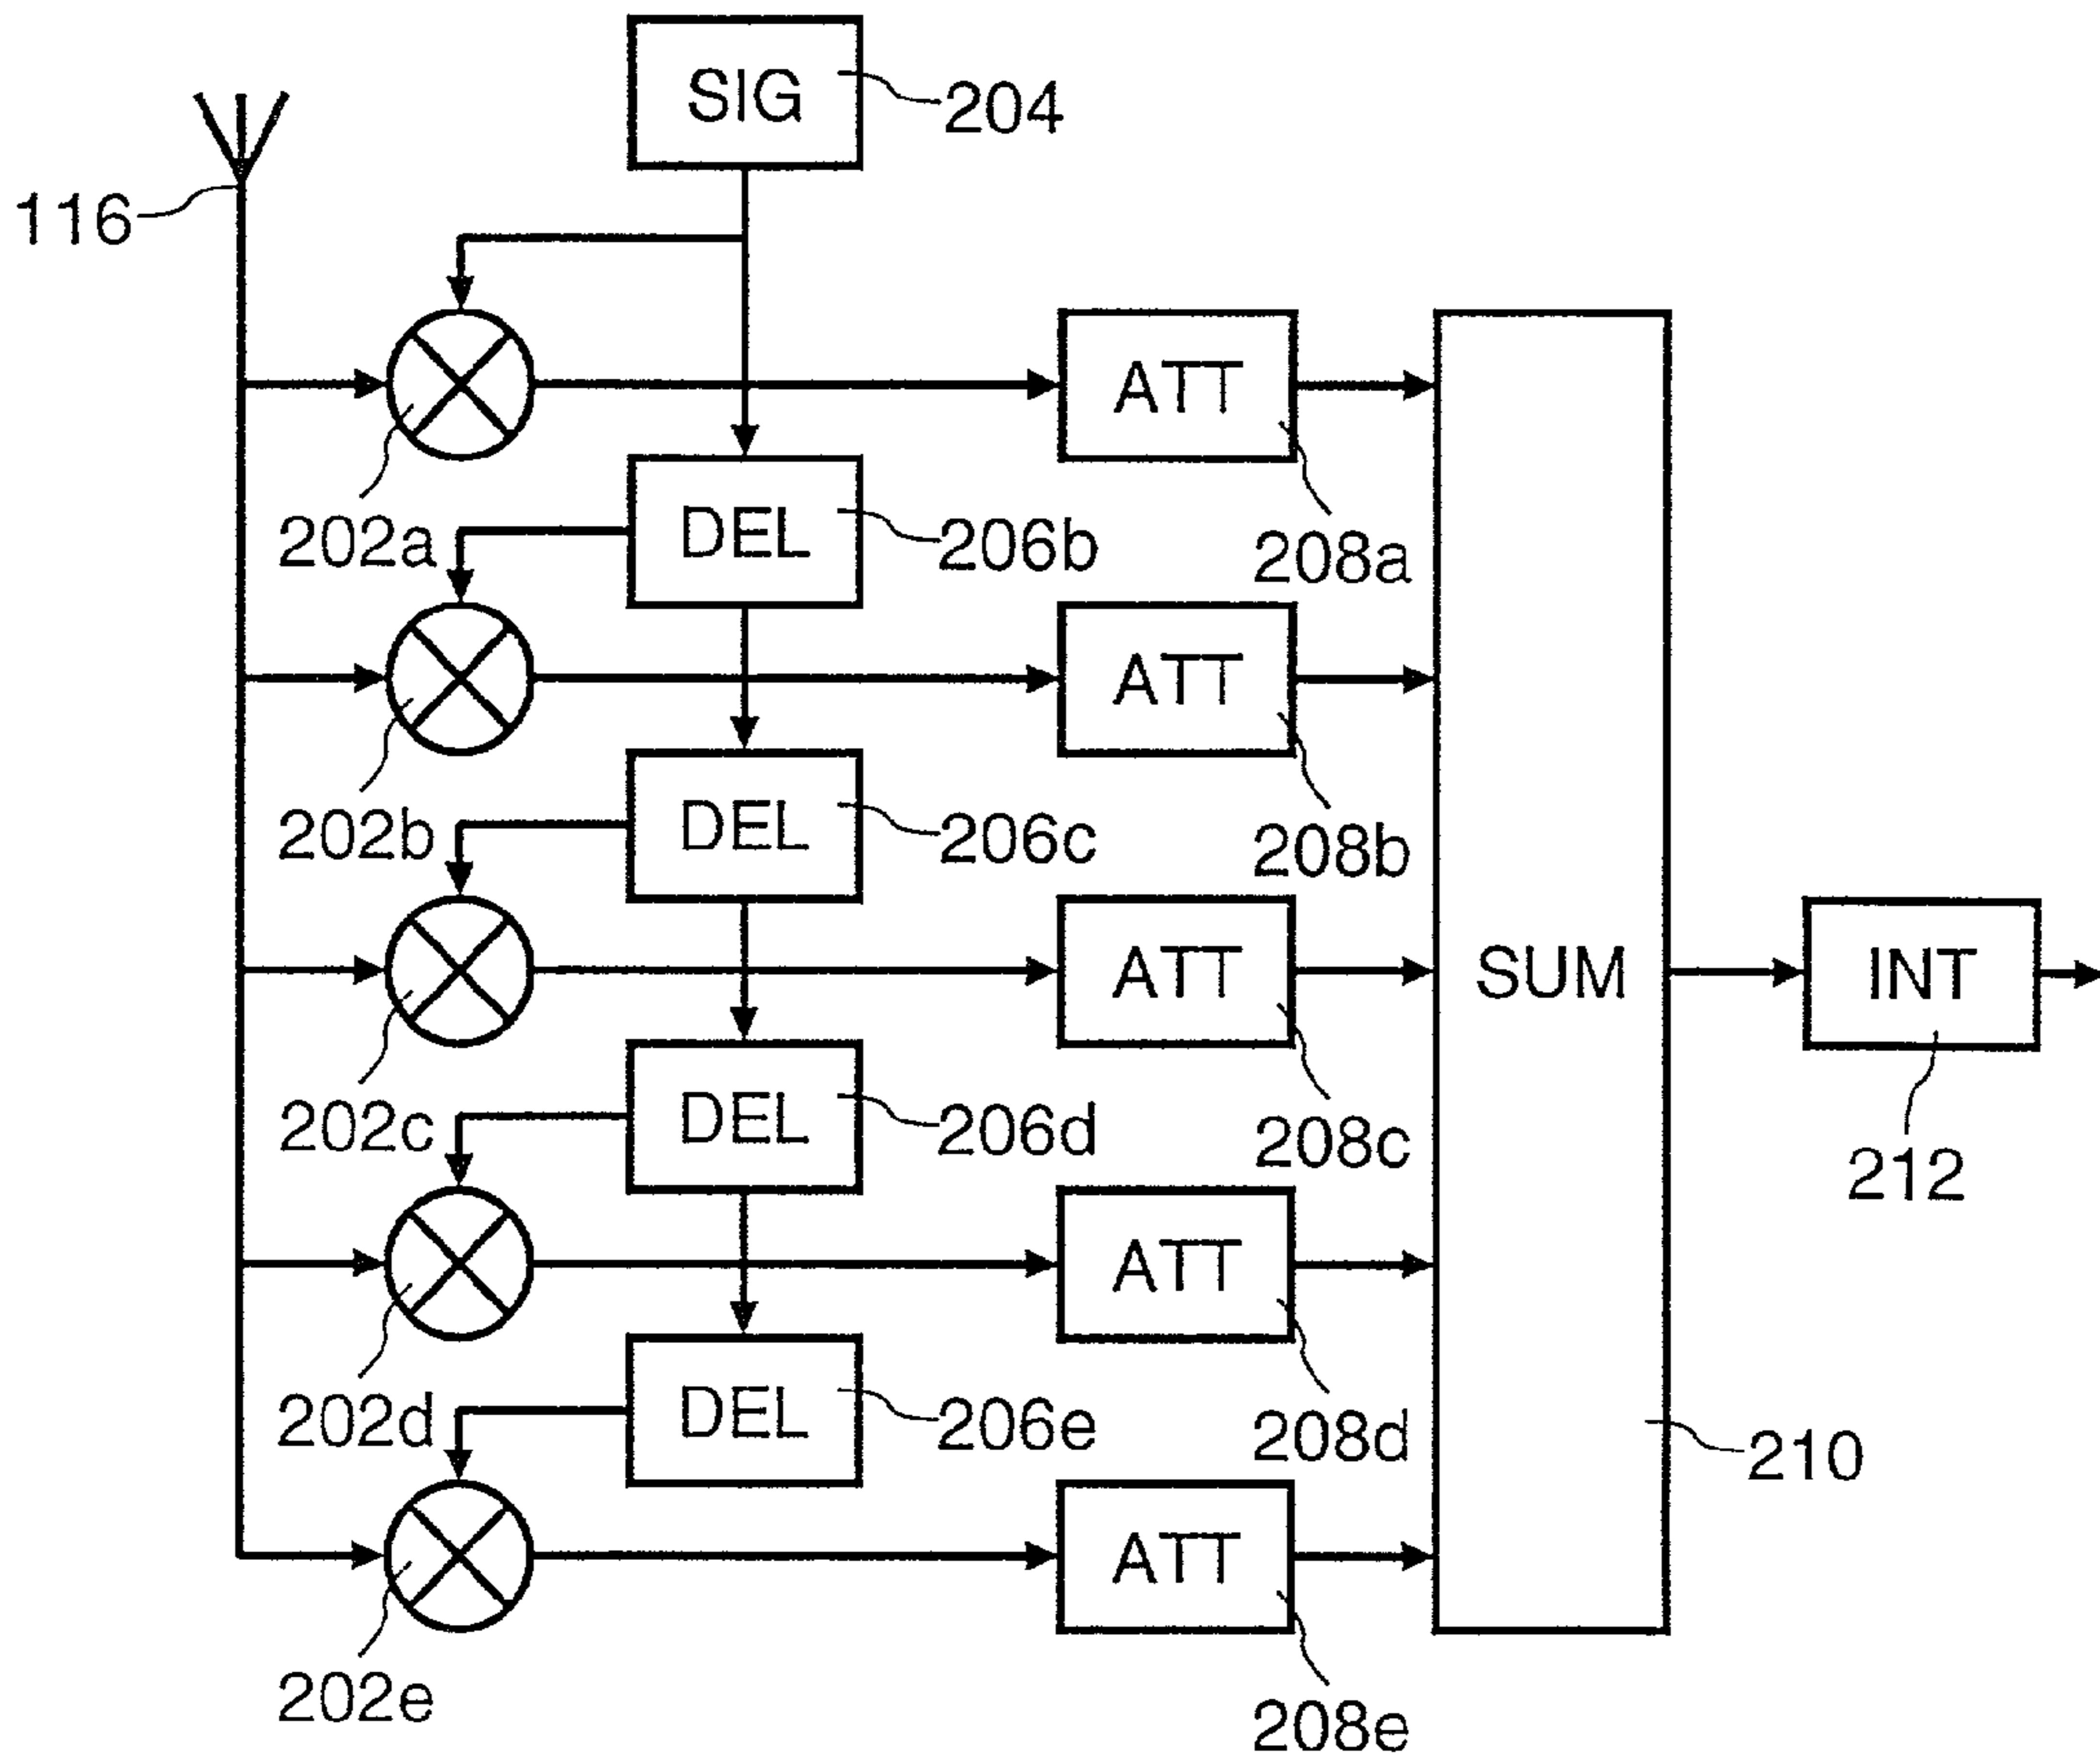 SIG
204
116
ATT
202a
DEL
206b
208a
ATT
202b
DEL
206c
208b
ATT
SUM
INT
202c
DEL
206d
208c
212
ATT
202d
DEL
206e
208d
210
ATT
202e
208e